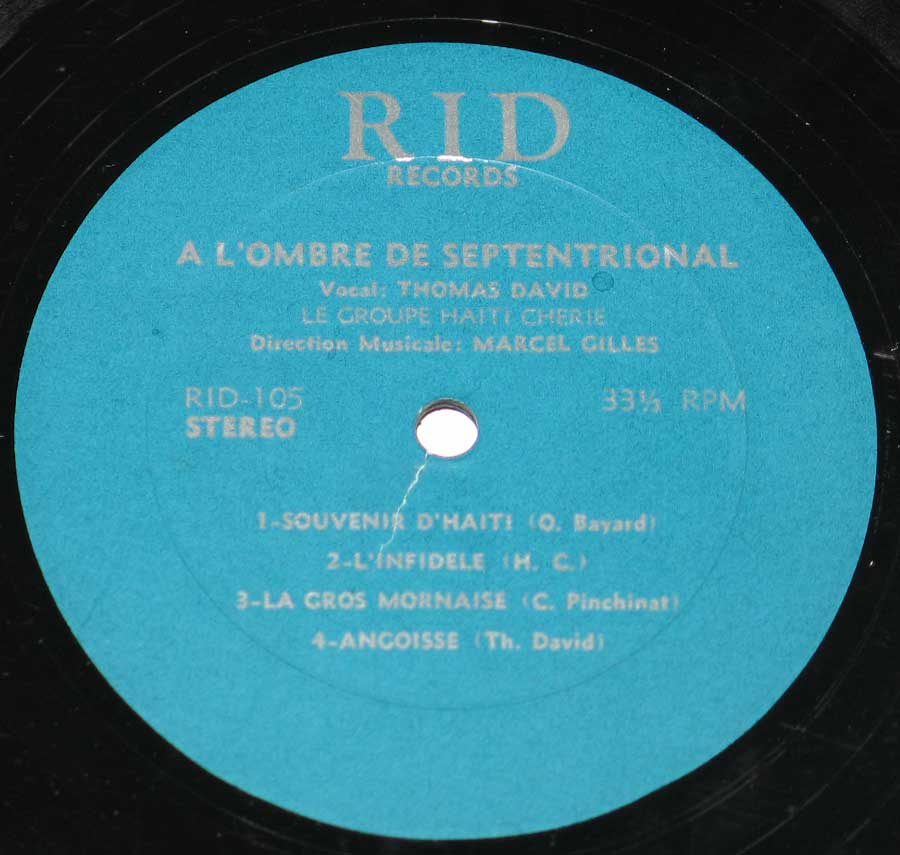 RID
RECORDS
A L'OMBRE DE SEPTENTRIONAL
Vocal: THOMAS DAVID
LE GROUPE HAITI CHERIE
Direction Musicale: MARCEL GILLES
RID-105 33⅓ RPM
STEREO
1-SOUVENIR D'HAITI (O. Bayard)
2-L'INFIDELE (H. C.)
3-LA GROS MORNAISE (C. Pinchinat)
4-ANGOISSE (Th. David)